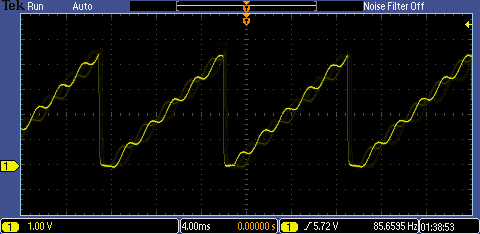 Tek Run Auto Noise Filter Off
T
1
1 1.00 V 4.00ms 0.00000 s 1 5.72 V 85.6595 Hz 01:38:53